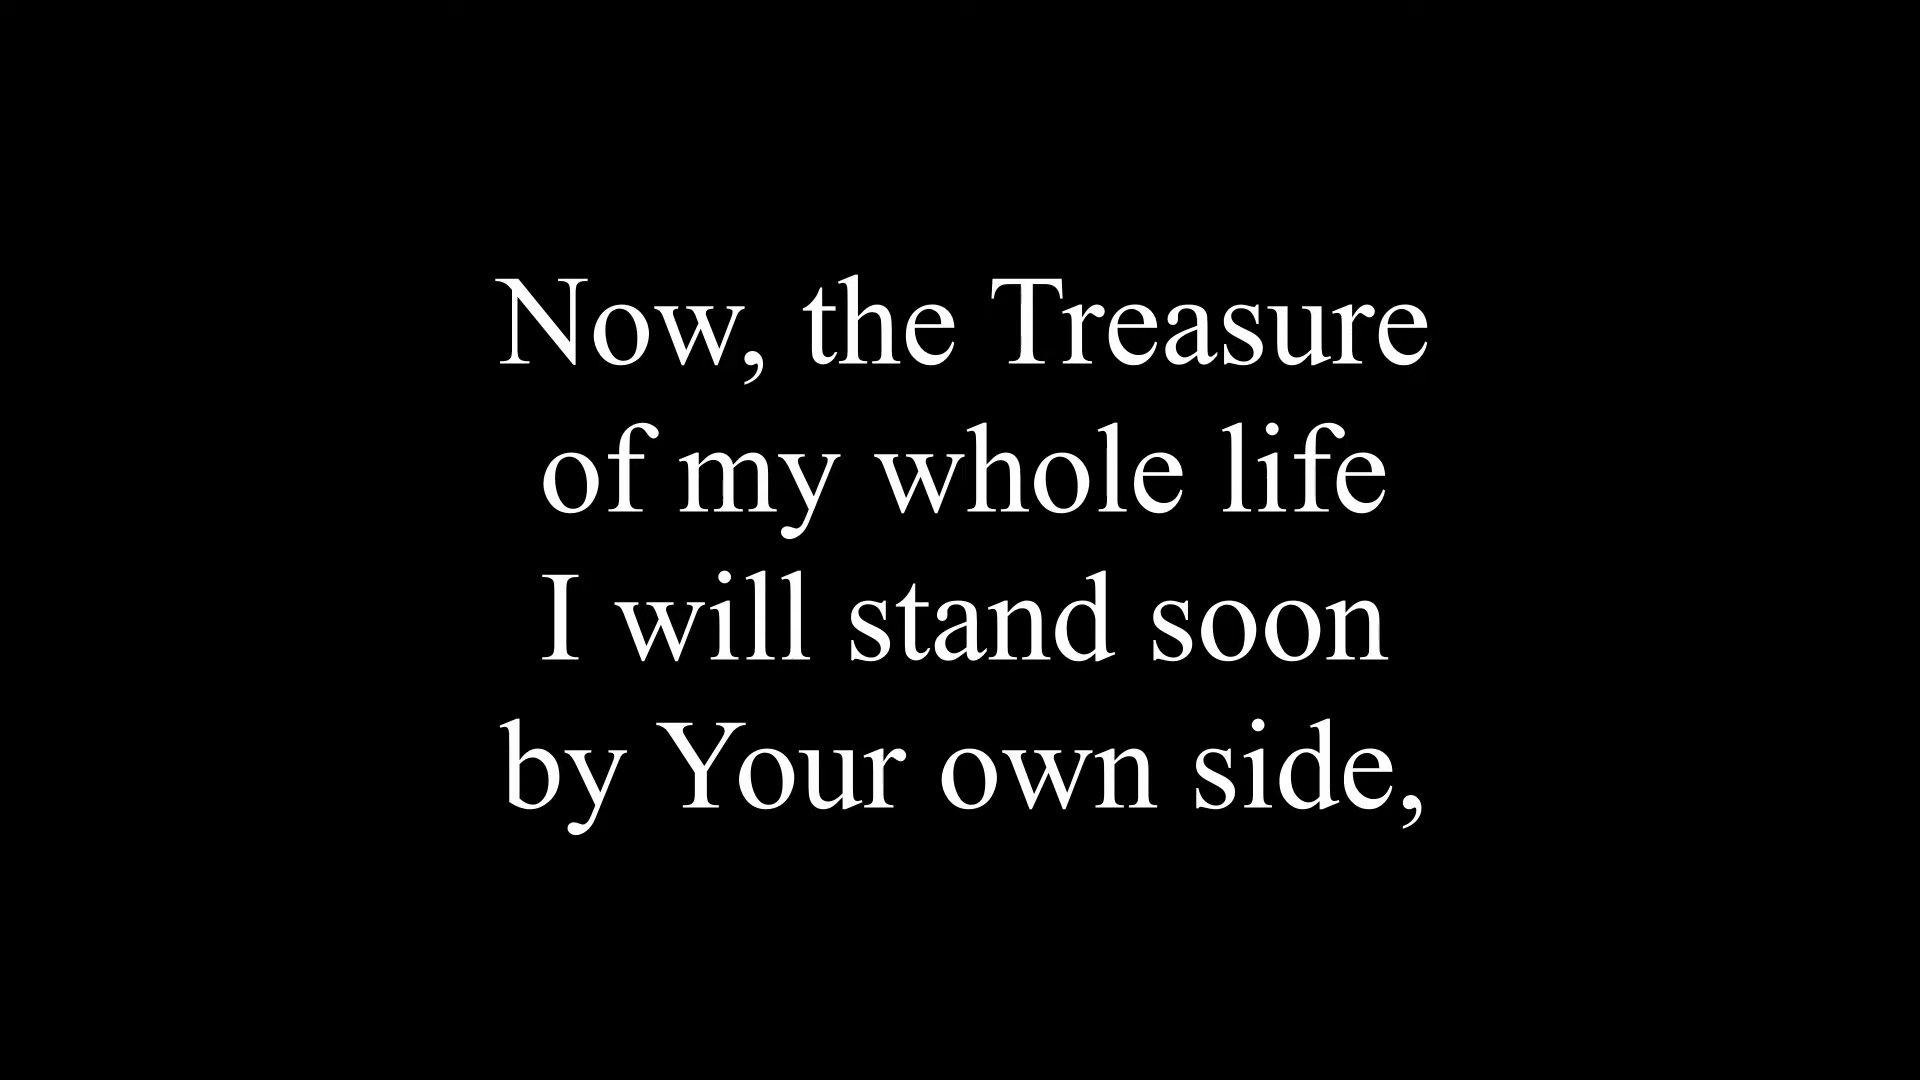 Now, the Treasure
of my whole life
I will stand soon
by Your own side,